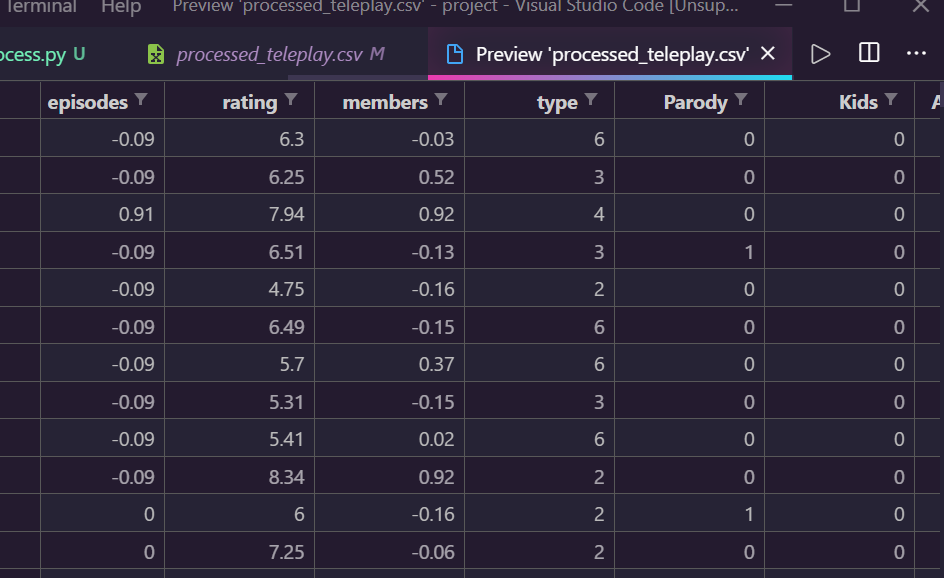 Terminal Help Preview 'processed_teleplay.csv' - project - Visual Studio Code [Unsup...
ocess.py U processed_teleplay.csv M Preview 'processed_teleplay.csv'
episodes rating members type Parody Kids A
-0.09 6.3 -0.03 6 0 0
-0.09 6.25 0.52 3 0 0
0.91 7.94 0.92 4 0 0
-0.09 6.51 -0.13 3 1 0
-0.09 4.75 -0.16 2 0 0
-0.09 6.49 -0.15 6 0 0
-0.09 5.7 0.37 6 0 0
-0.09 5.31 -0.15 3 0 0
-0.09 5.41 0.02 6 0 0
-0.09 8.34 0.92 2 0 0
0 6 -0.16 2 1 0
0 7.25 -0.06 2 0 0